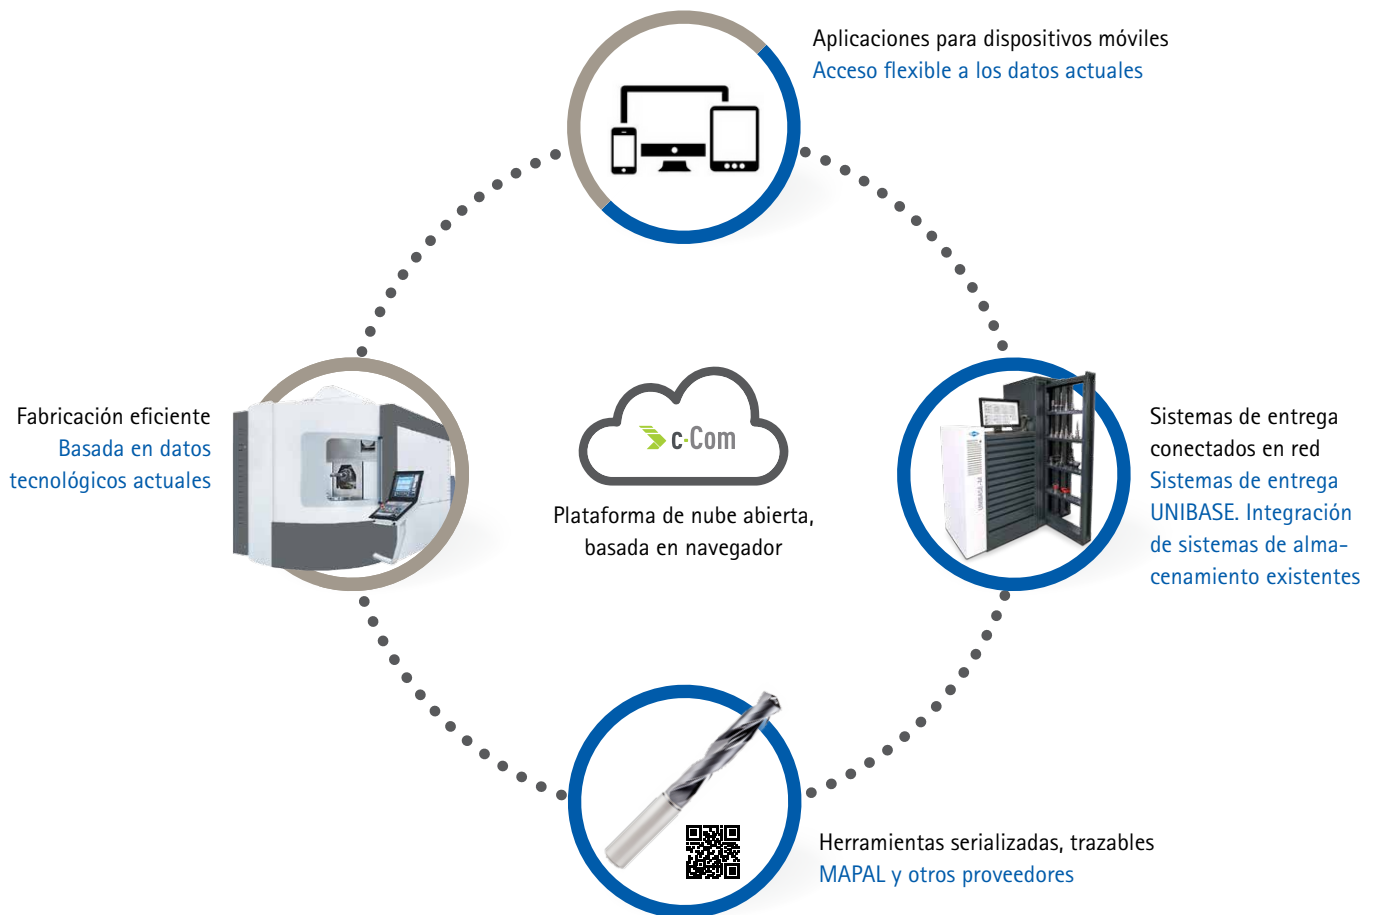 Aplicaciones para dispositivos móviles
Acceso flexible a los datos actuales
Fabricación eficiente
Basada en datos
tecnológicos actuales
c-Com
Plataforma de nube abierta,
basada en navegador
Sistemas de entrega
conectados en red
Sistemas de entrega
UNIBASE. Integración
de sistemas de alma-
cenamiento existentes
UNIBASE-M
Herramientas serializadas, trazables
MAPAL y otros proveedores